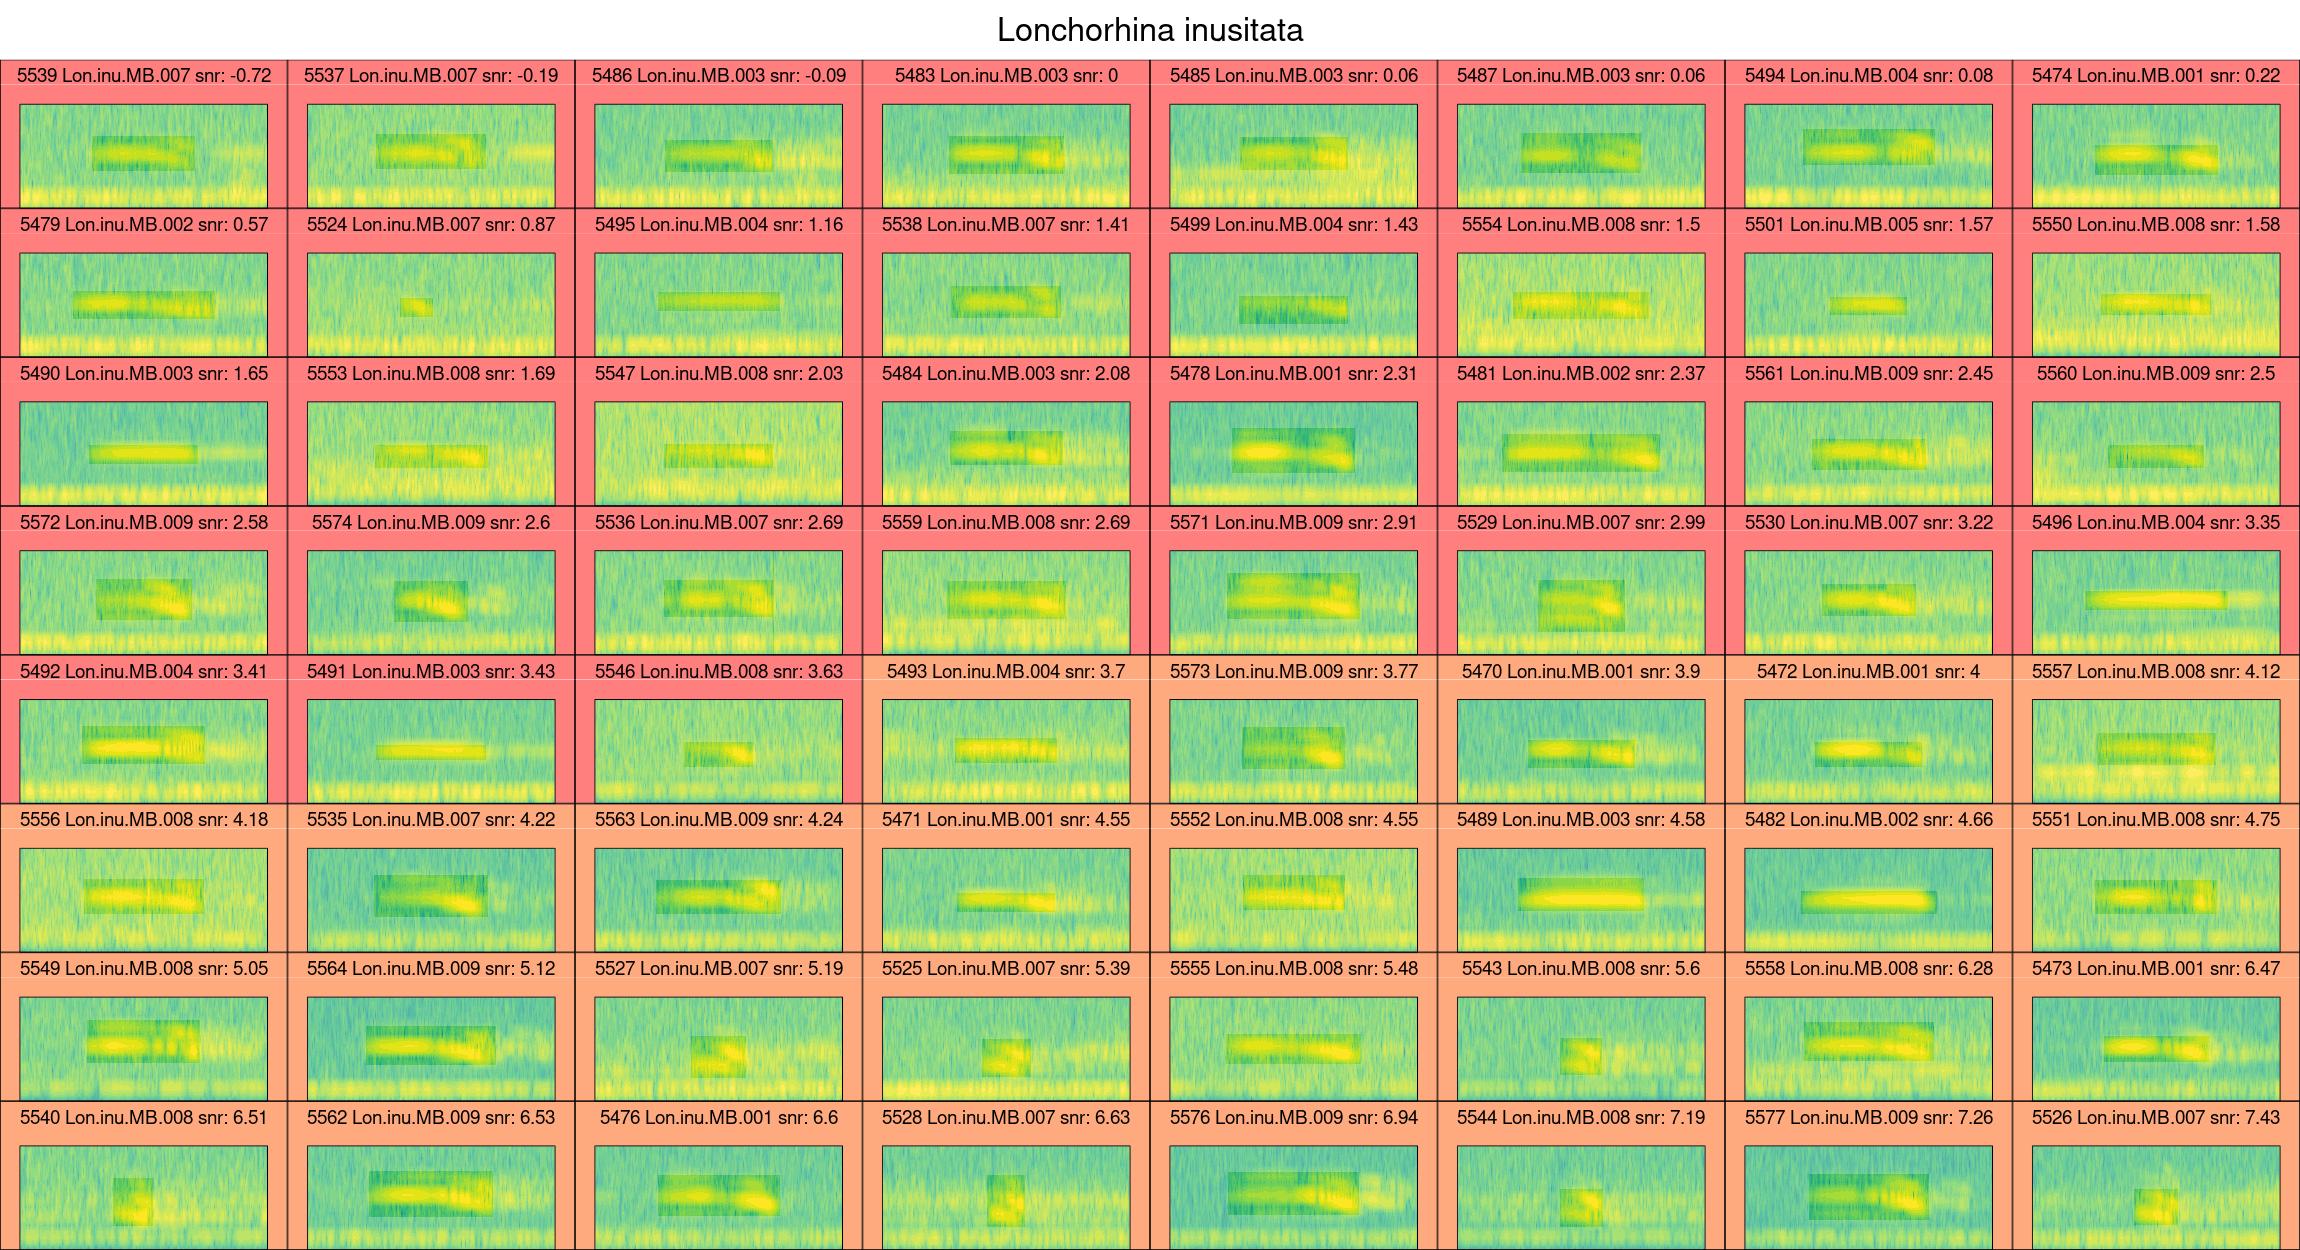 Lonchorhina inusitata
5539 Lon.inu.MB.007 snr: -0.72
5537 Lon.inu.MB.007 snr: -0.19
5486 Lon.inu.MB.003 snr: -0.09
5483 Lon.inu.MB.003 snr: 0
5485 Lon.inu.MB.003 snr: 0.06
5487 Lon.inu.MB.003 snr: 0.06
5494 Lon.inu.MB.004 snr: 0.08
5474 Lon.inu.MB.001 snr: 0.22
5479 Lon.inu.MB.002 snr: 0.57
5524 Lon.inu.MB.007 snr: 0.87
5495 Lon.inu.MB.004 snr: 1.16
5538 Lon.inu.MB.007 snr: 1.41
5499 Lon.inu.MB.004 snr: 1.43
5554 Lon.inu.MB.008 snr: 1.5
5501 Lon.inu.MB.005 snr: 1.57
5550 Lon.inu.MB.008 snr: 1.58
5490 Lon.inu.MB.003 snr: 1.65
5553 Lon.inu.MB.008 snr: 1.69
5547 Lon.inu.MB.008 snr: 2.03
5484 Lon.inu.MB.003 snr: 2.08
5478 Lon.inu.MB.001 snr: 2.31
5481 Lon.inu.MB.002 snr: 2.37
5561 Lon.inu.MB.009 snr: 2.45
5560 Lon.inu.MB.009 snr: 2.5
5572 Lon.inu.MB.009 snr: 2.58
5574 Lon.inu.MB.009 snr: 2.6
5536 Lon.inu.MB.007 snr: 2.69
5559 Lon.inu.MB.008 snr: 2.69
5571 Lon.inu.MB.009 snr: 2.91
5529 Lon.inu.MB.007 snr: 2.99
5530 Lon.inu.MB.007 snr: 3.22
5496 Lon.inu.MB.004 snr: 3.35
5492 Lon.inu.MB.004 snr: 3.41
5491 Lon.inu.MB.003 snr: 3.43
5546 Lon.inu.MB.008 snr: 3.63
5493 Lon.inu.MB.004 snr: 3.7
5573 Lon.inu.MB.009 snr: 3.77
5470 Lon.inu.MB.001 snr: 3.9
5472 Lon.inu.MB.001 snr: 4
5557 Lon.inu.MB.008 snr: 4.12
5556 Lon.inu.MB.008 snr: 4.18
5535 Lon.inu.MB.007 snr: 4.22
5563 Lon.inu.MB.009 snr: 4.24
5471 Lon.inu.MB.001 snr: 4.55
5552 Lon.inu.MB.008 snr: 4.55
5489 Lon.inu.MB.003 snr: 4.58
5482 Lon.inu.MB.002 snr: 4.66
5551 Lon.inu.MB.008 snr: 4.75
5549 Lon.inu.MB.008 snr: 5.05
5564 Lon.inu.MB.009 snr: 5.12
5527 Lon.inu.MB.007 snr: 5.19
5525 Lon.inu.MB.007 snr: 5.39
5555 Lon.inu.MB.008 snr: 5.48
5543 Lon.inu.MB.008 snr: 5.6
5558 Lon.inu.MB.008 snr: 6.28
5473 Lon.inu.MB.001 snr: 6.47
5540 Lon.inu.MB.008 snr: 6.51
5562 Lon.inu.MB.009 snr: 6.53
5476 Lon.inu.MB.001 snr: 6.6
5528 Lon.inu.MB.007 snr: 6.63
5576 Lon.inu.MB.009 snr: 6.94
5544 Lon.inu.MB.008 snr: 7.19
5577 Lon.inu.MB.009 snr: 7.26
5526 Lon.inu.MB.007 snr: 7.43